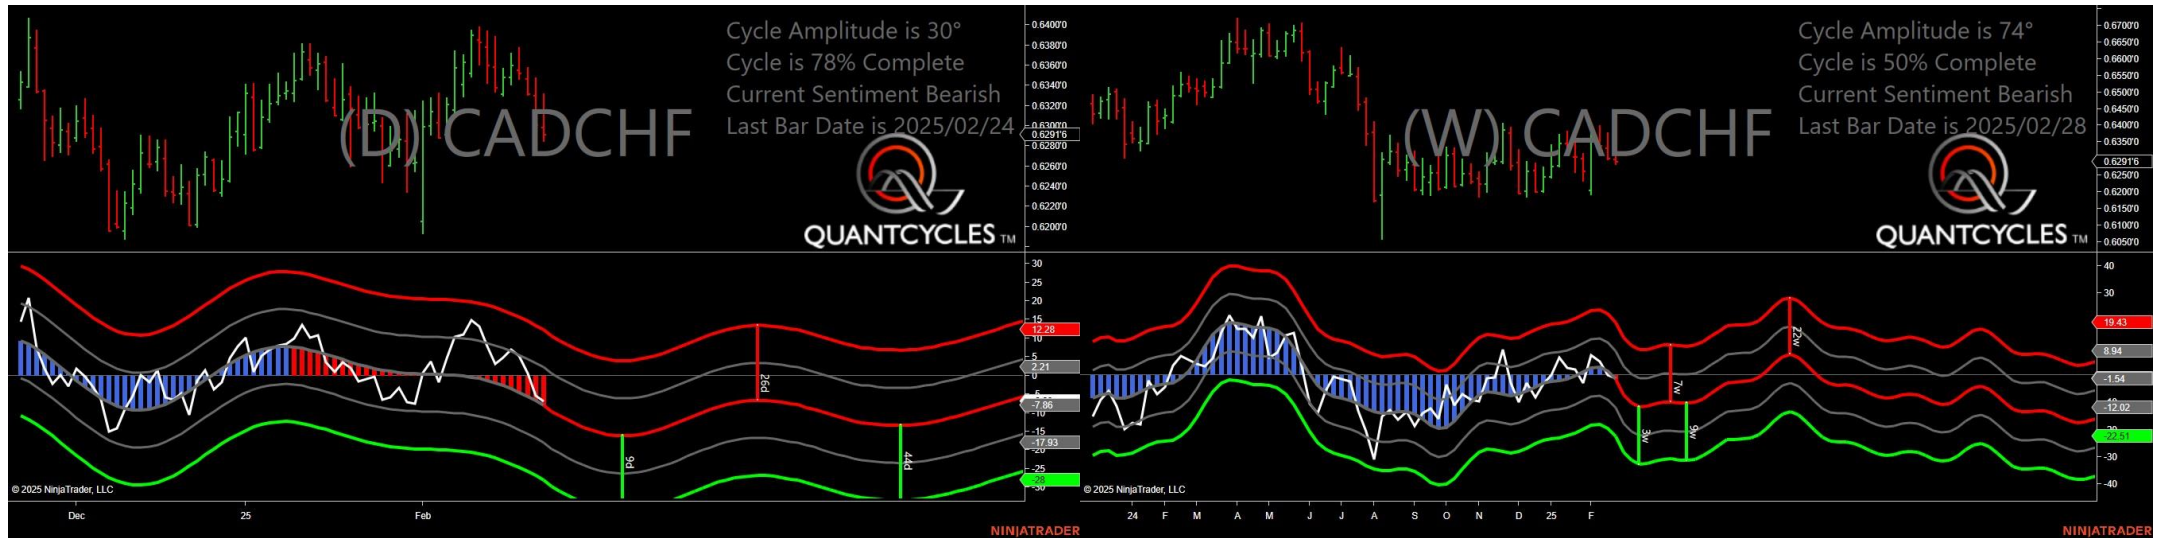 Cycle Amplitude is 30°
Cycle is 78% Complete
Current Sentiment Bearish
Last Bar Date is 2025/02/24
(D) CADCHF
QUANTCYCLES TM
0.6400'0
0.6380'0
0.6360'0
0.6340'0
0.6320'0
0.6300'0
0.6291'6
0.6280'0
0.6260'0
0.6240'0
0.6220'0
0.6200'0
30
25
20
15
12.28
10
5
2.21
0
-7.86
-10
-15
-17.93
-20
-25
-28
-30
9d
26d
44d
© 2025 NinjaTrader, LLC
Dec 25 Feb
NINJATRADER
Cycle Amplitude is 74°
Cycle is 50% Complete
Current Sentiment Bearish
Last Bar Date is 2025/02/28
(W) CADCHF
QUANTCYCLES TM
0.6700'0
0.6650'0
0.6600'0
0.6550'0
0.6500'0
0.6450'0
0.6400'0
0.6350'0
0.6291'6
0.6250'0
0.6200'0
0.6150'0
0.6100'0
0.6050'0
40
30
19.43
8.94
-1.54
-12.02
-22.51
-30
-40
3w
7w
9w
22w
© 2025 NinjaTrader, LLC
24 F M A M J J A S O N D 25 F
NINJATRADER